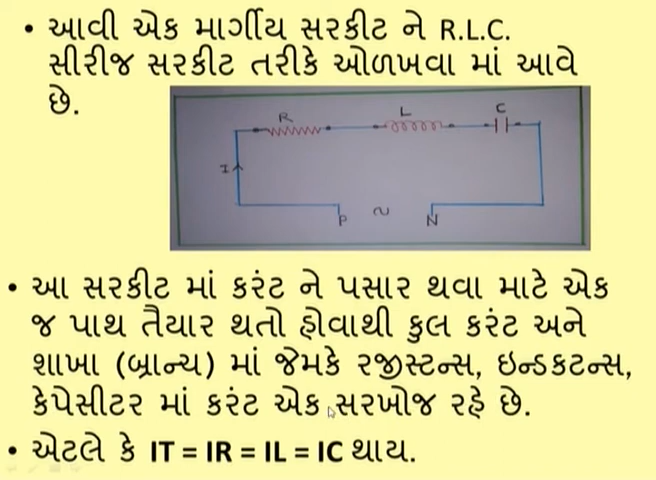 • આવી એક માર્ગીય સરકીટ ને R.L.C.
સીરીજ સરકીટ તરીકે ઓળખવા માં આવે
છે.
R L C
I
P ~ N
• આ સરકીટ માં કરંટ ને પસાર થવા માટે એક
જ પાથ તૈયાર થતો હોવાથી કુલ કરંટ અને
શાખા (બ્રાન્ચ) માં જેમકે રજીસ્ટન્સ, ઇન્ડકટન્સ,
કેપેસીટર માં કરંટ એક સરખોજ રહે છે.
• એટલે કે IT = IR = IL = IC થાય.